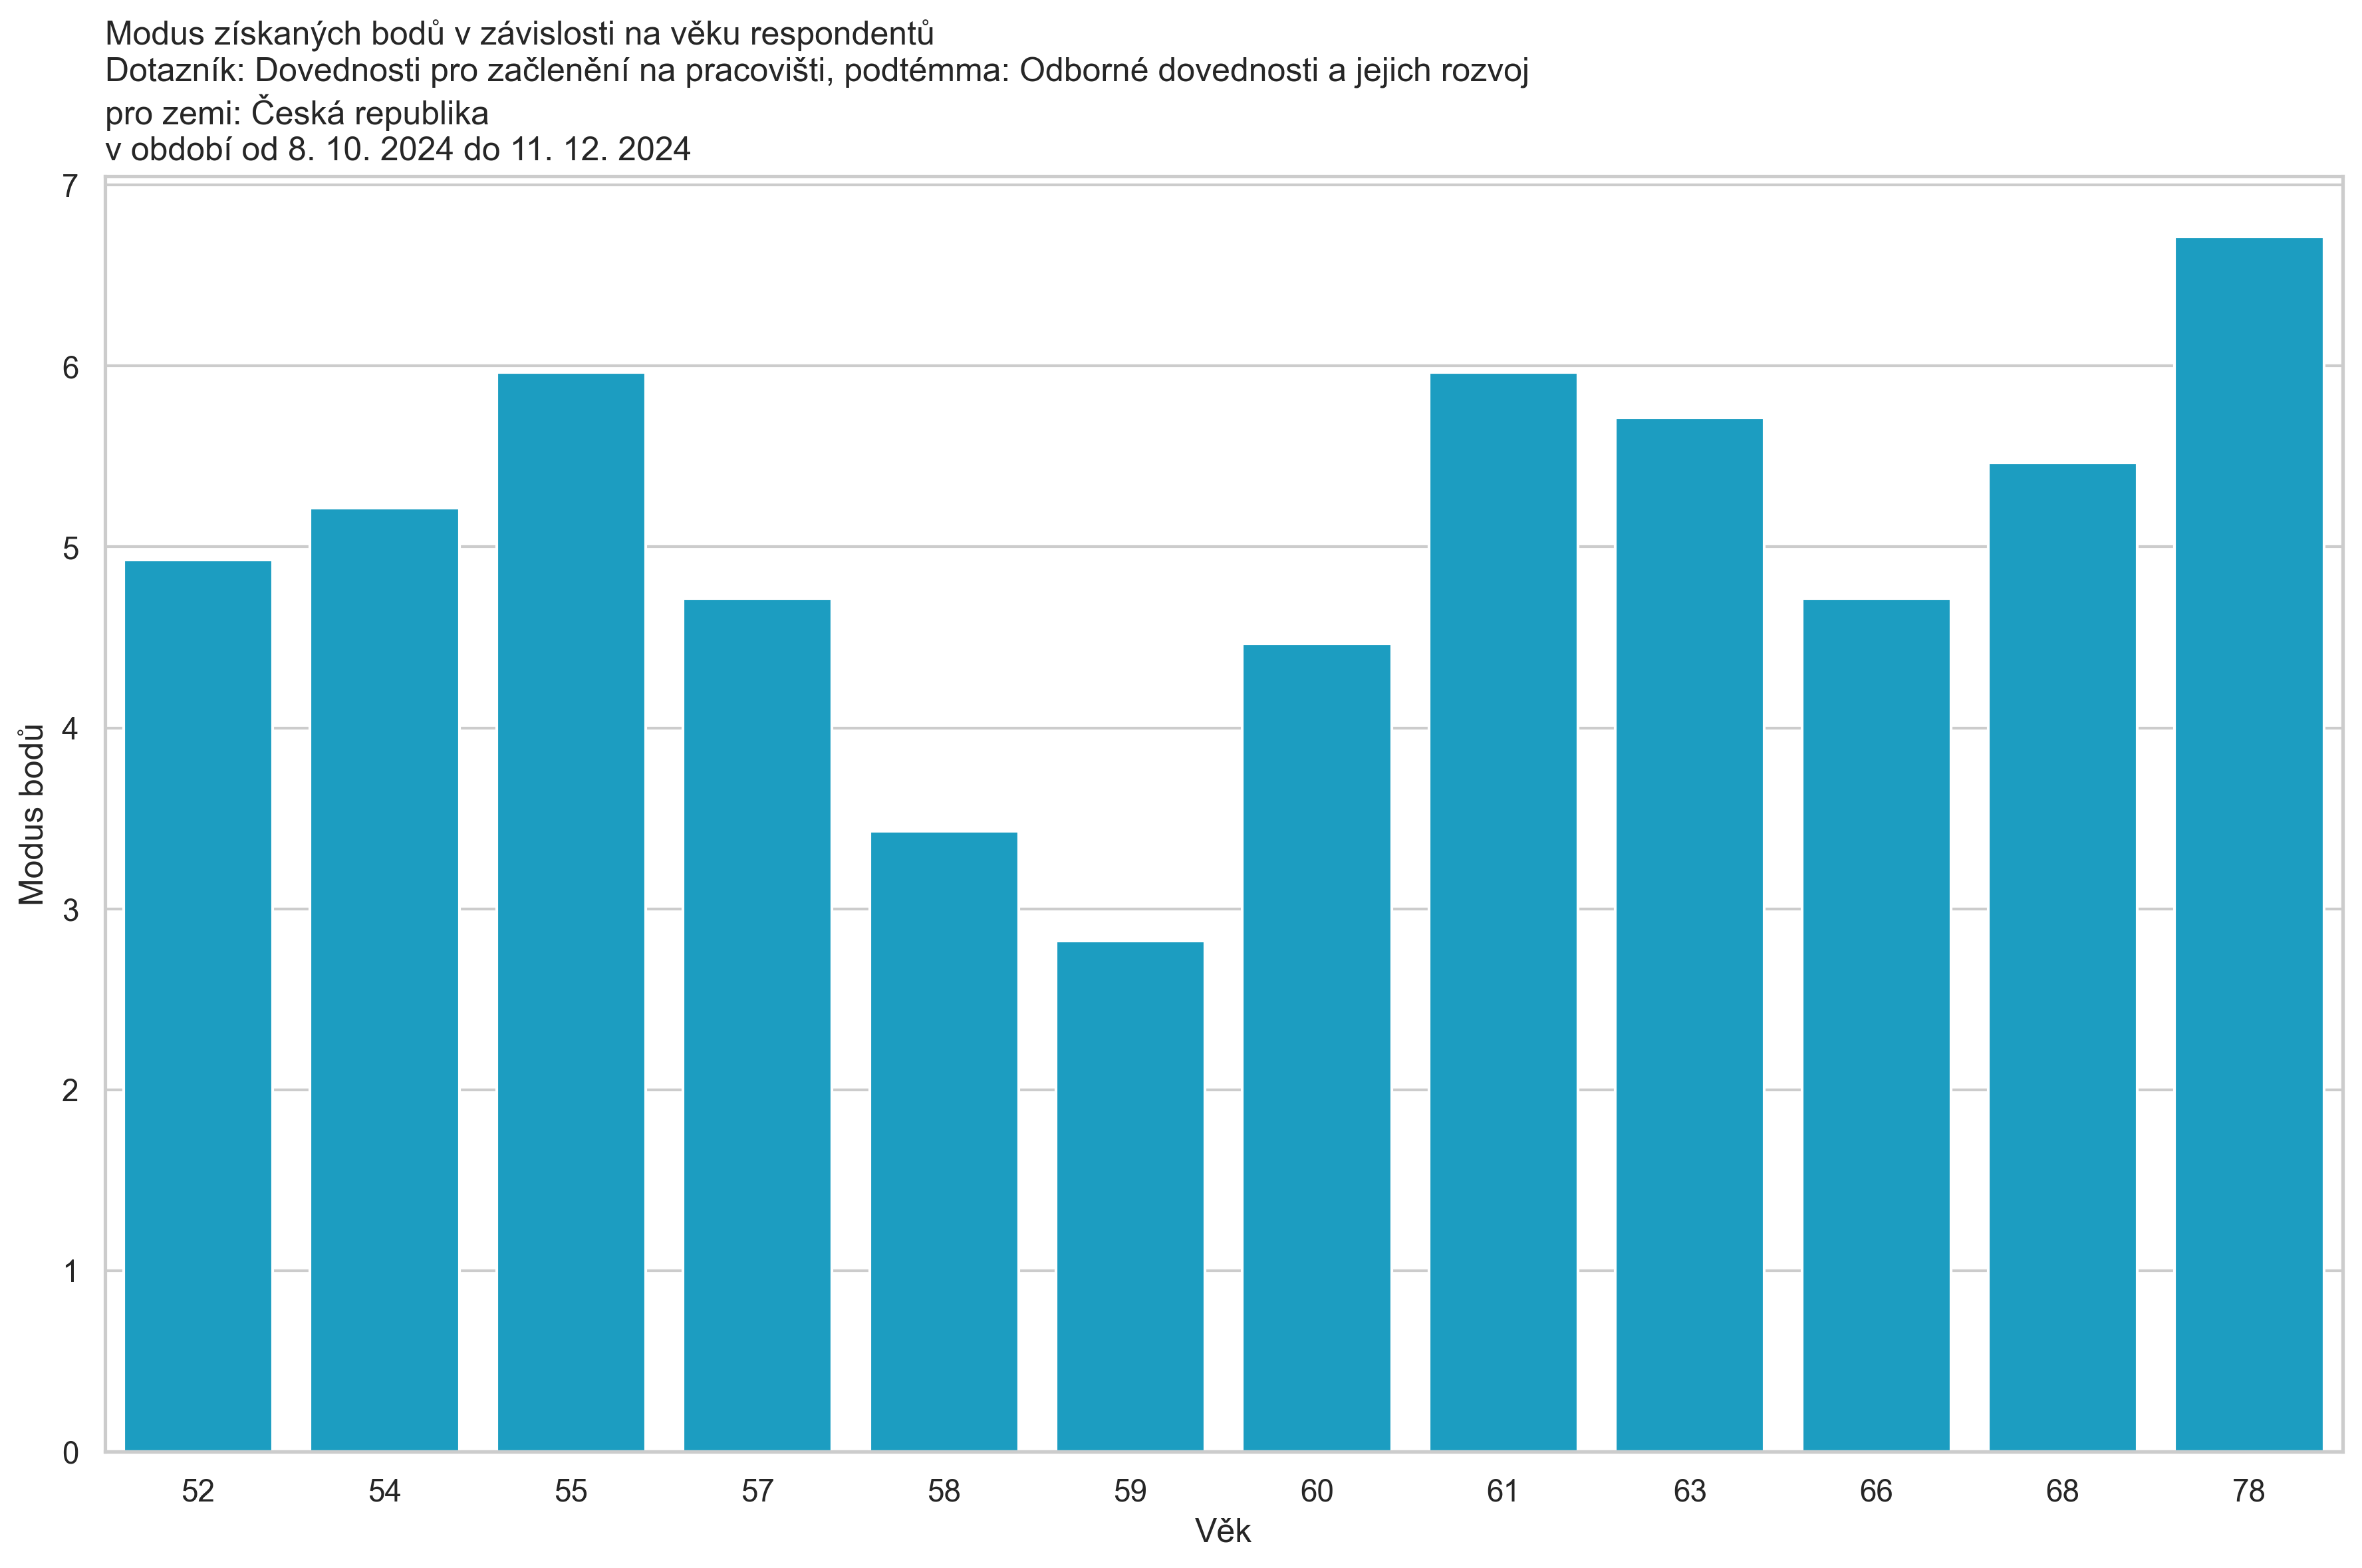 Modus získaných bodů v závislosti na věku respondentů
Dotazník: Dovednosti pro začlenění na pracovišti, podtémma: Odborné dovednosti a jejich rozvoj
pro zemi: Česká republika
v období od 8. 10. 2024 do 11. 12. 2024
7
6
5
4
3
2
1
0
Modus bodů
52 54 55 57 58 59 60 61 63 66 68 78
Věk